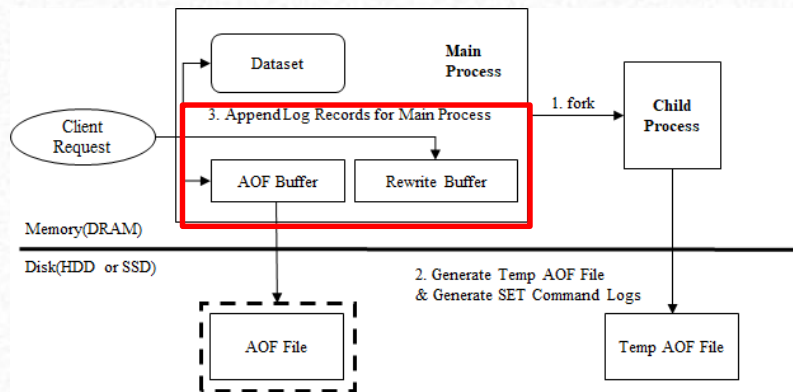 Dataset
Main
Process
1. fork
Child
Process
3. Append Log Records for Main Process
Client
Request
AOF Buffer
Rewrite Buffer
Memory(DRAM)
Disk(HDD or SSD)
2. Generate Temp AOF File
& Generate SET Command Logs
AOF File
Temp AOF File